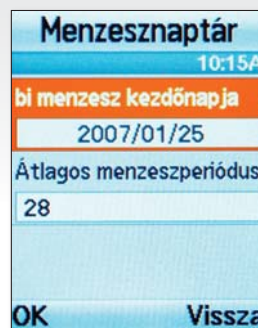 Menzesznaptár
10:15A
bi menzesz kezdőnapja
2007/01/25
Átlagos menzeszperiódus
28
OK Vissza